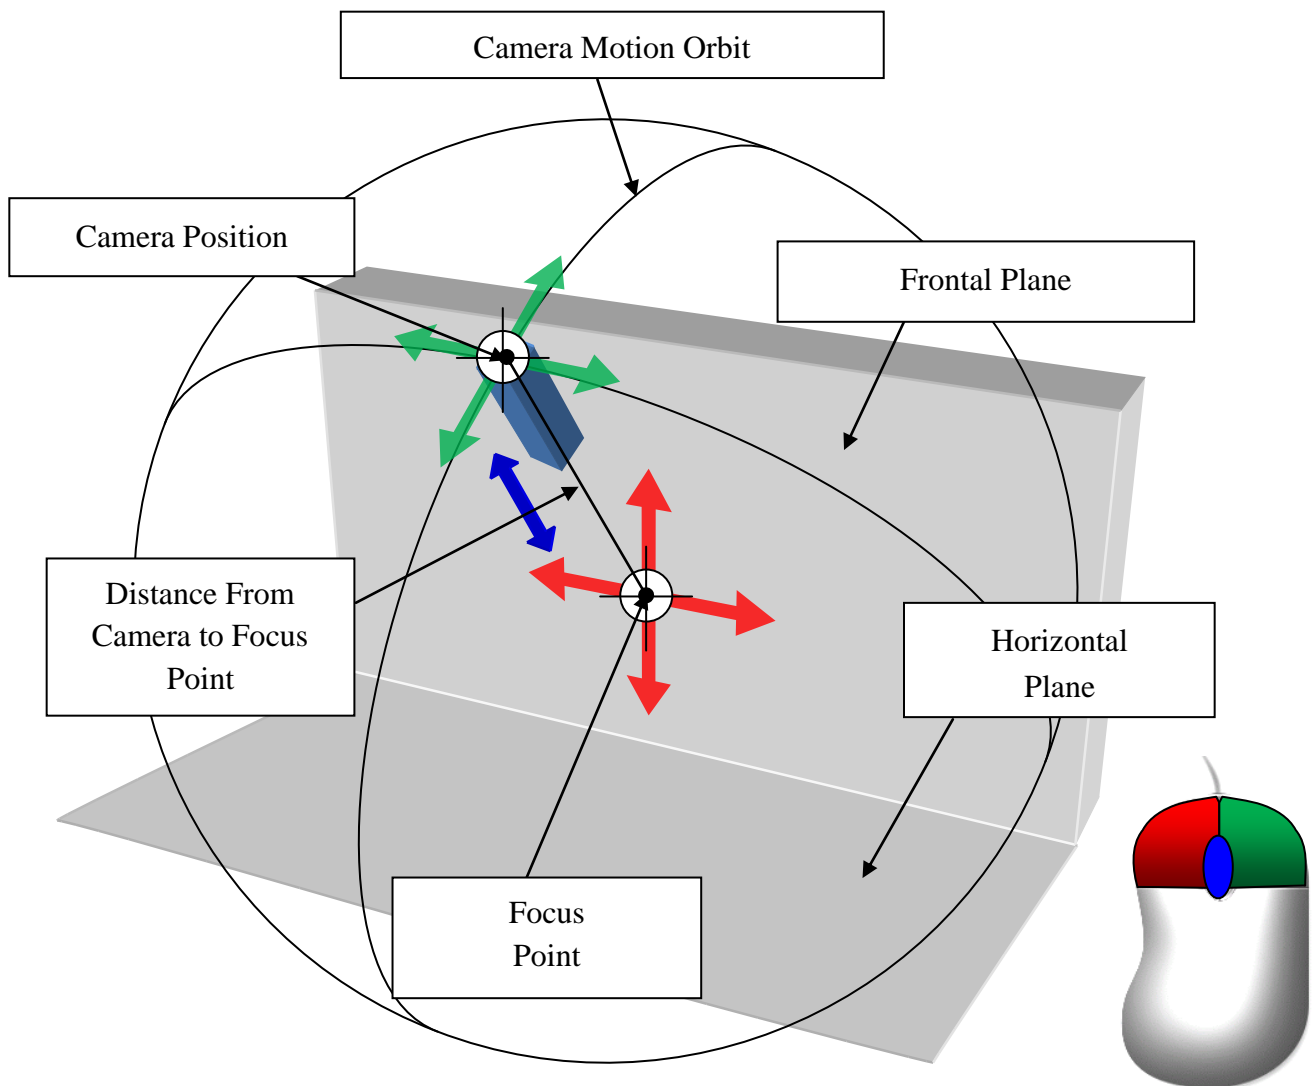 Camera Motion Orbit
Camera Position
Frontal Plane
Distance From
Camera to Focus
Point
Horizontal
Plane
Focus
Point